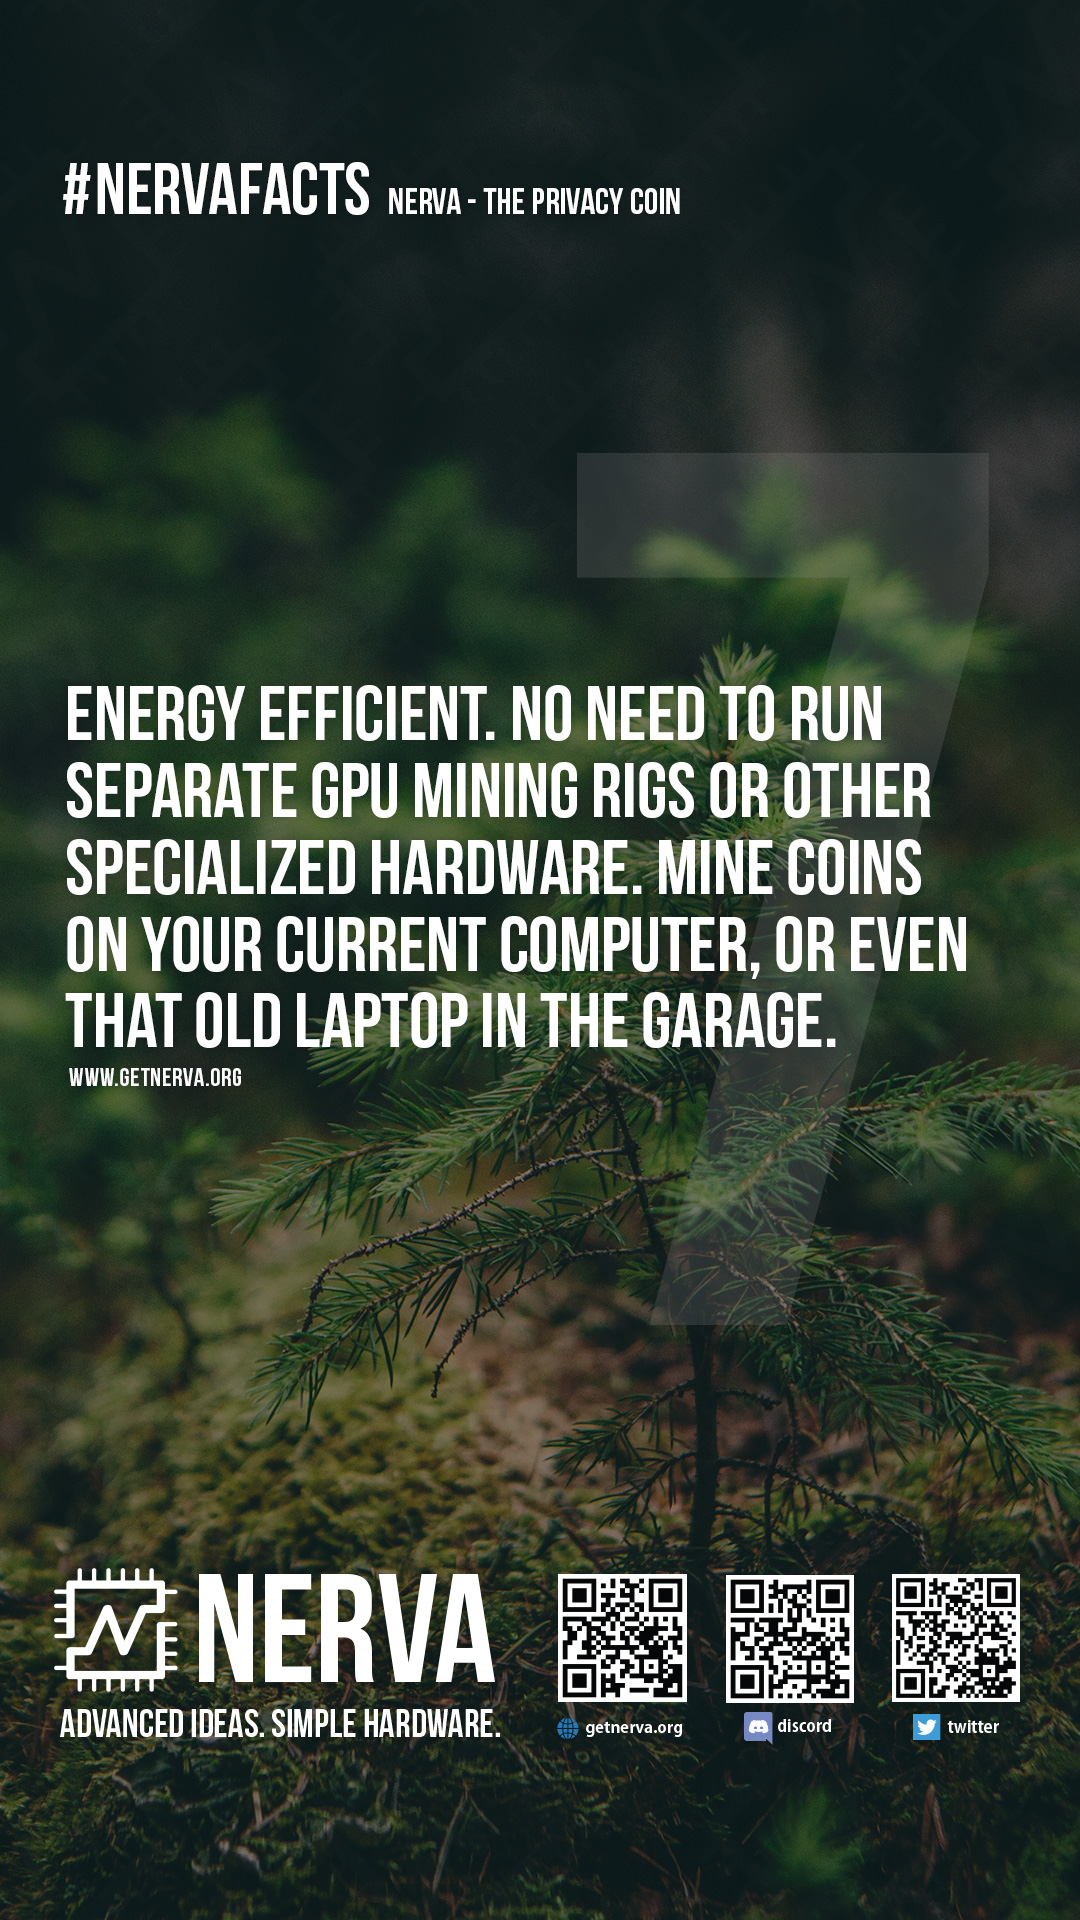 #NERVAFACTS NERVA - THE PRIVACY COIN
7
ENERGY EFFICIENT. NO NEED TO RUN
SEPARATE GPU MINING RIGS OR OTHER
SPECIALIZED HARDWARE. MINE COINS
ON YOUR CURRENT COMPUTER, OR EVEN
THAT OLD LAPTOP IN THE GARAGE.
WWW.GETNERVA.ORG
NERVA
ADVANCED IDEAS. SIMPLE HARDWARE.
getnerva.org
discord
twitter